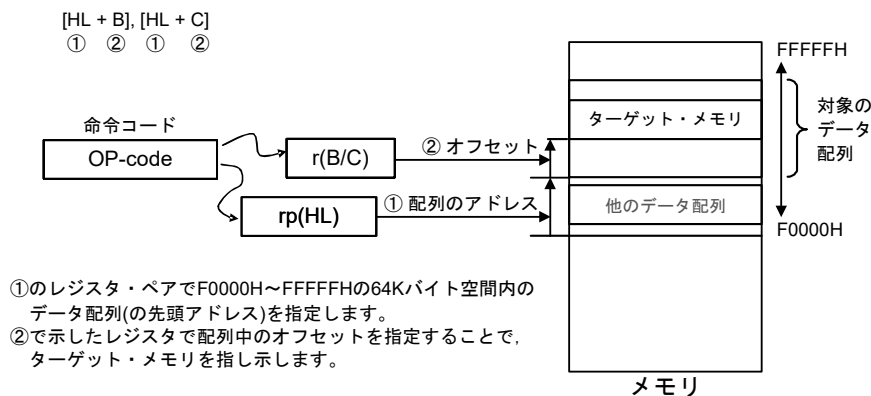 [HL + B], [HL + C]
① ② ① ②
FFFFFH
対象の
データ
配列
ターゲット・メモリ
命令コード
OP-code
r(B/C)
② オフセット
rp(HL)
① 配列のアドレス
他のデータ配列
F0000H
①のレジスタ・ペアでF0000H～FFFFFHの64Kバイト空間内の
データ配列(の先頭アドレス)を指定します。
②で示したレジスタで配列中のオフセットを指定することで,
ターゲット・メモリを指し示します。
メモリ